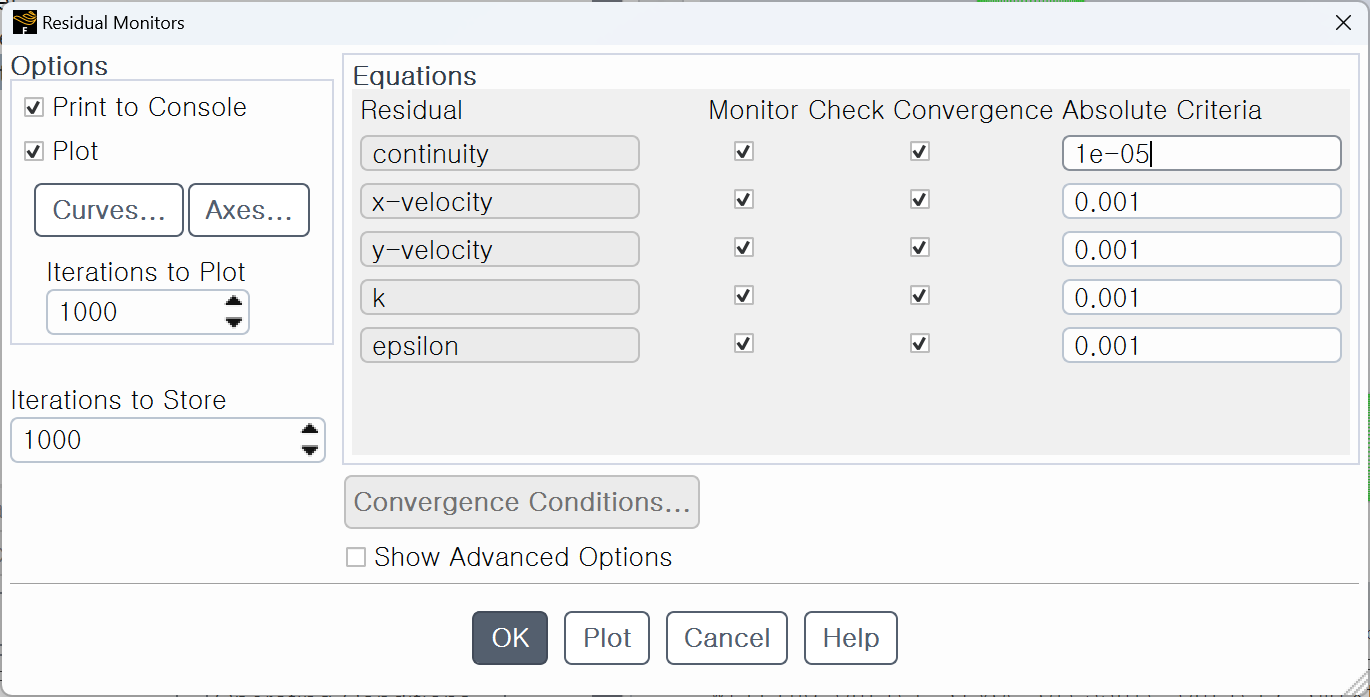 Residual Monitors
Options
Print to Console
Plot
Curves... Axes...
Iterations to Plot
1000
Iterations to Store
1000
Equations
Residual Monitor Check Convergence Absolute Criteria
continuity 1e-05
x-velocity 0.001
y-velocity 0.001
k 0.001
epsilon 0.001
Convergence Conditions...
Show Advanced Options
OK Plot Cancel Help